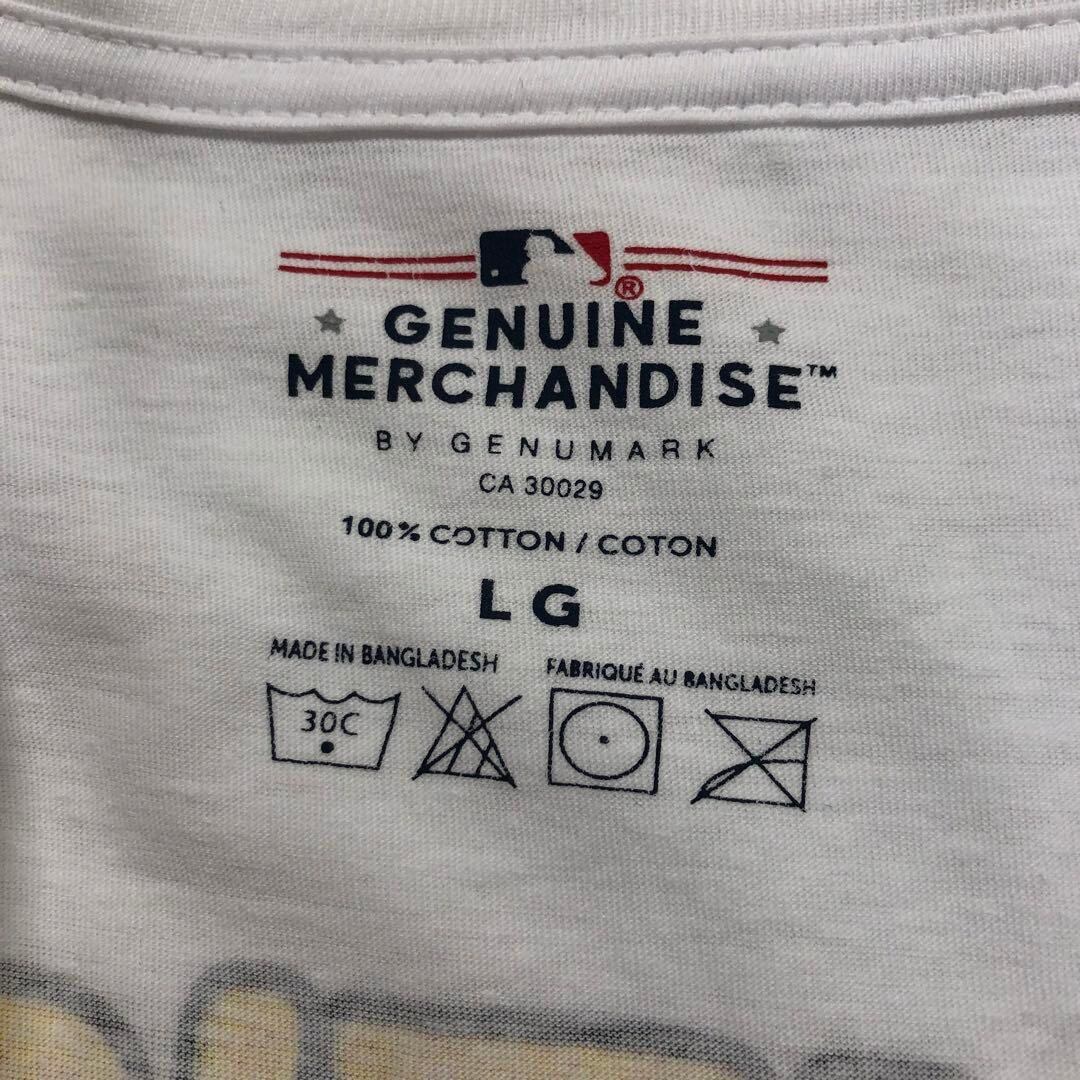 ®
GENUINE
MERCHANDISE™
BY GENUMARK
CA 30029
100% COTTON / COTON
LG
MADE IN BANGLADESH
FABRIQUÉ AU BANGLADESH
30C